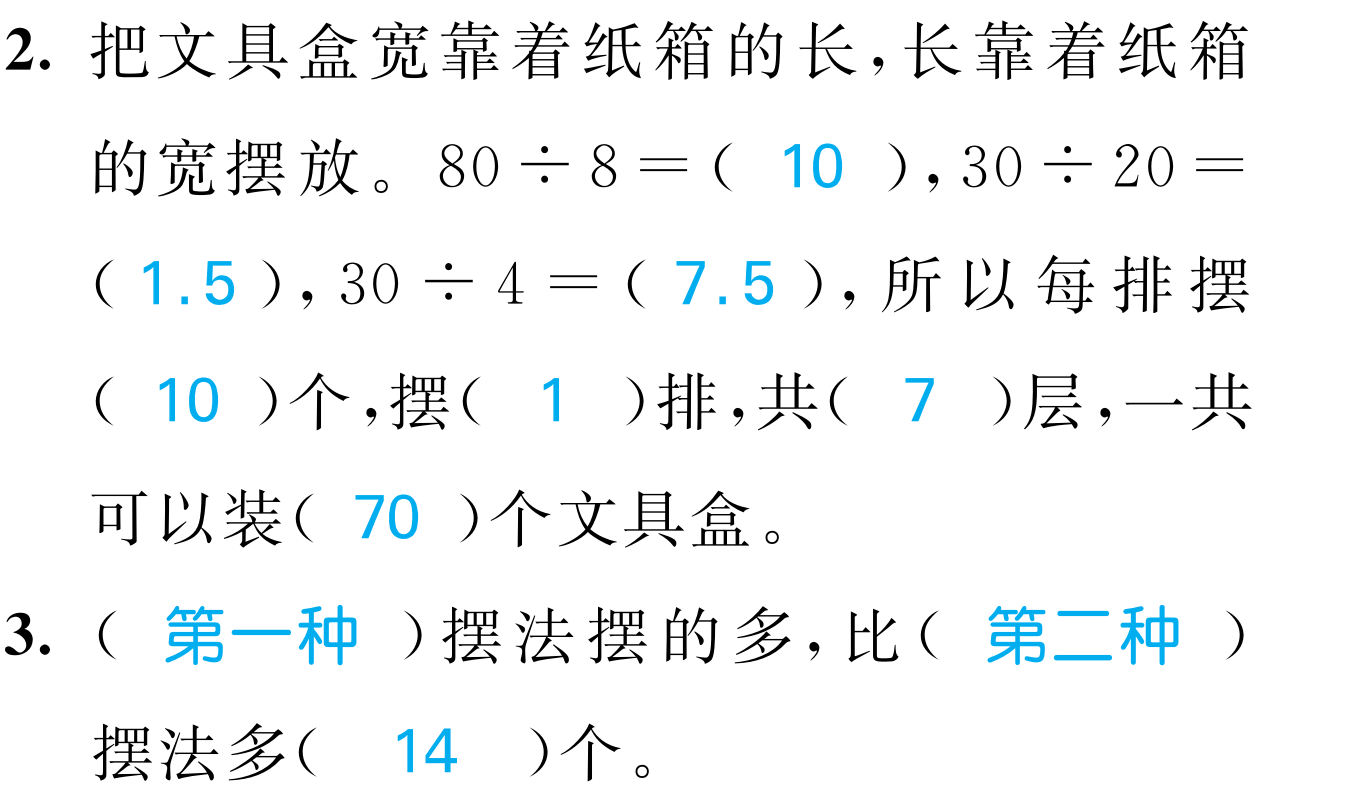 2. 把文具盒宽靠着纸箱的长,长靠着纸箱
的宽摆放。80÷8=( 10 ),30÷20=
(1.5),30÷4=(7.5),所以每排摆
( 10 )个,摆( 1 )排,共( 7 )层,一共
可以装( 70 )个文具盒。
3. ( 第一种 )摆法摆的多,比( 第二种 )
摆法多( 14 )个。